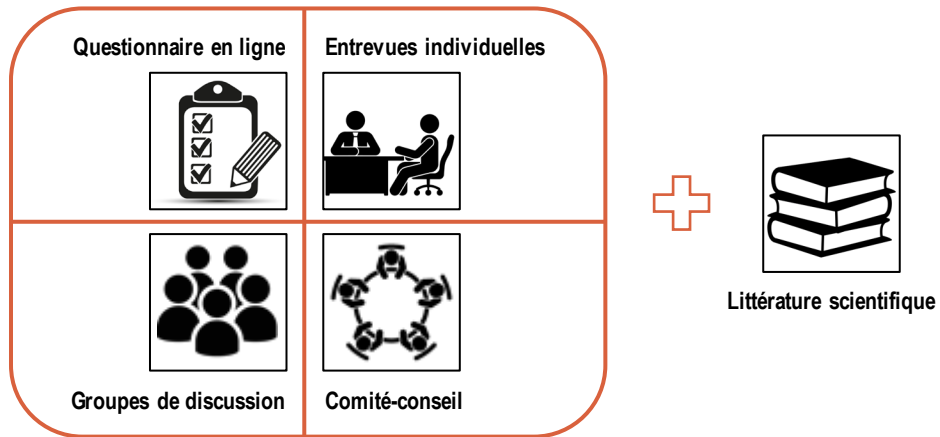 Questionnaire en ligne
Entrevues individuelles
Littérature scientifique
Groupes de discussion
Comité-conseil